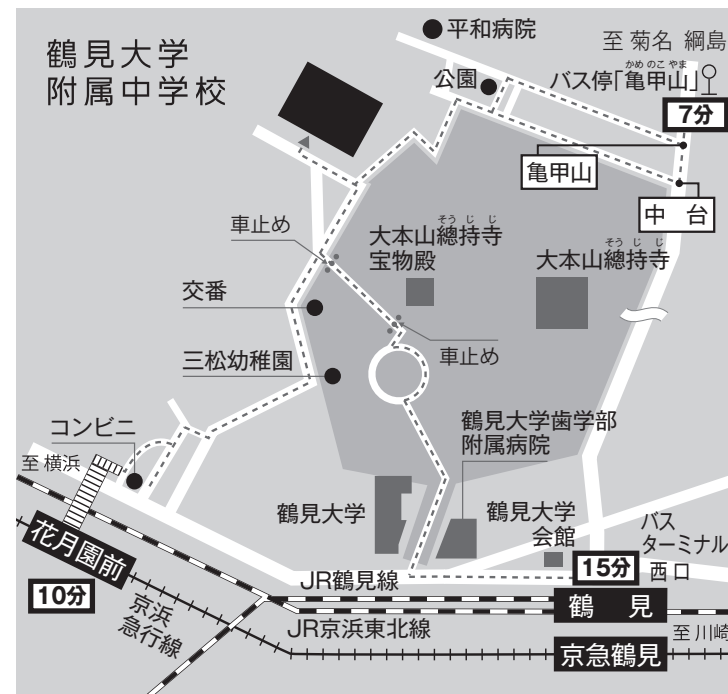 鶴見大学
附属中学校
平和病院
至 菊名 綱島
公園
かめのこやま
バス停「亀甲山」
7分
亀甲山
中 台
車止め
そうじじ
大本山總持寺
宝物殿
そうじじ
大本山總持寺
交番
車止め
三松幼稚園
コンビニ
鶴見大学歯学部
附属病院
至 横浜
鶴見大学
鶴見大学
会館
バス
ターミナル
花月園前
15分
西口
10分
JR鶴見線
鶴 見
京浜
急行線
JR京浜東北線
至 川崎
京急鶴見